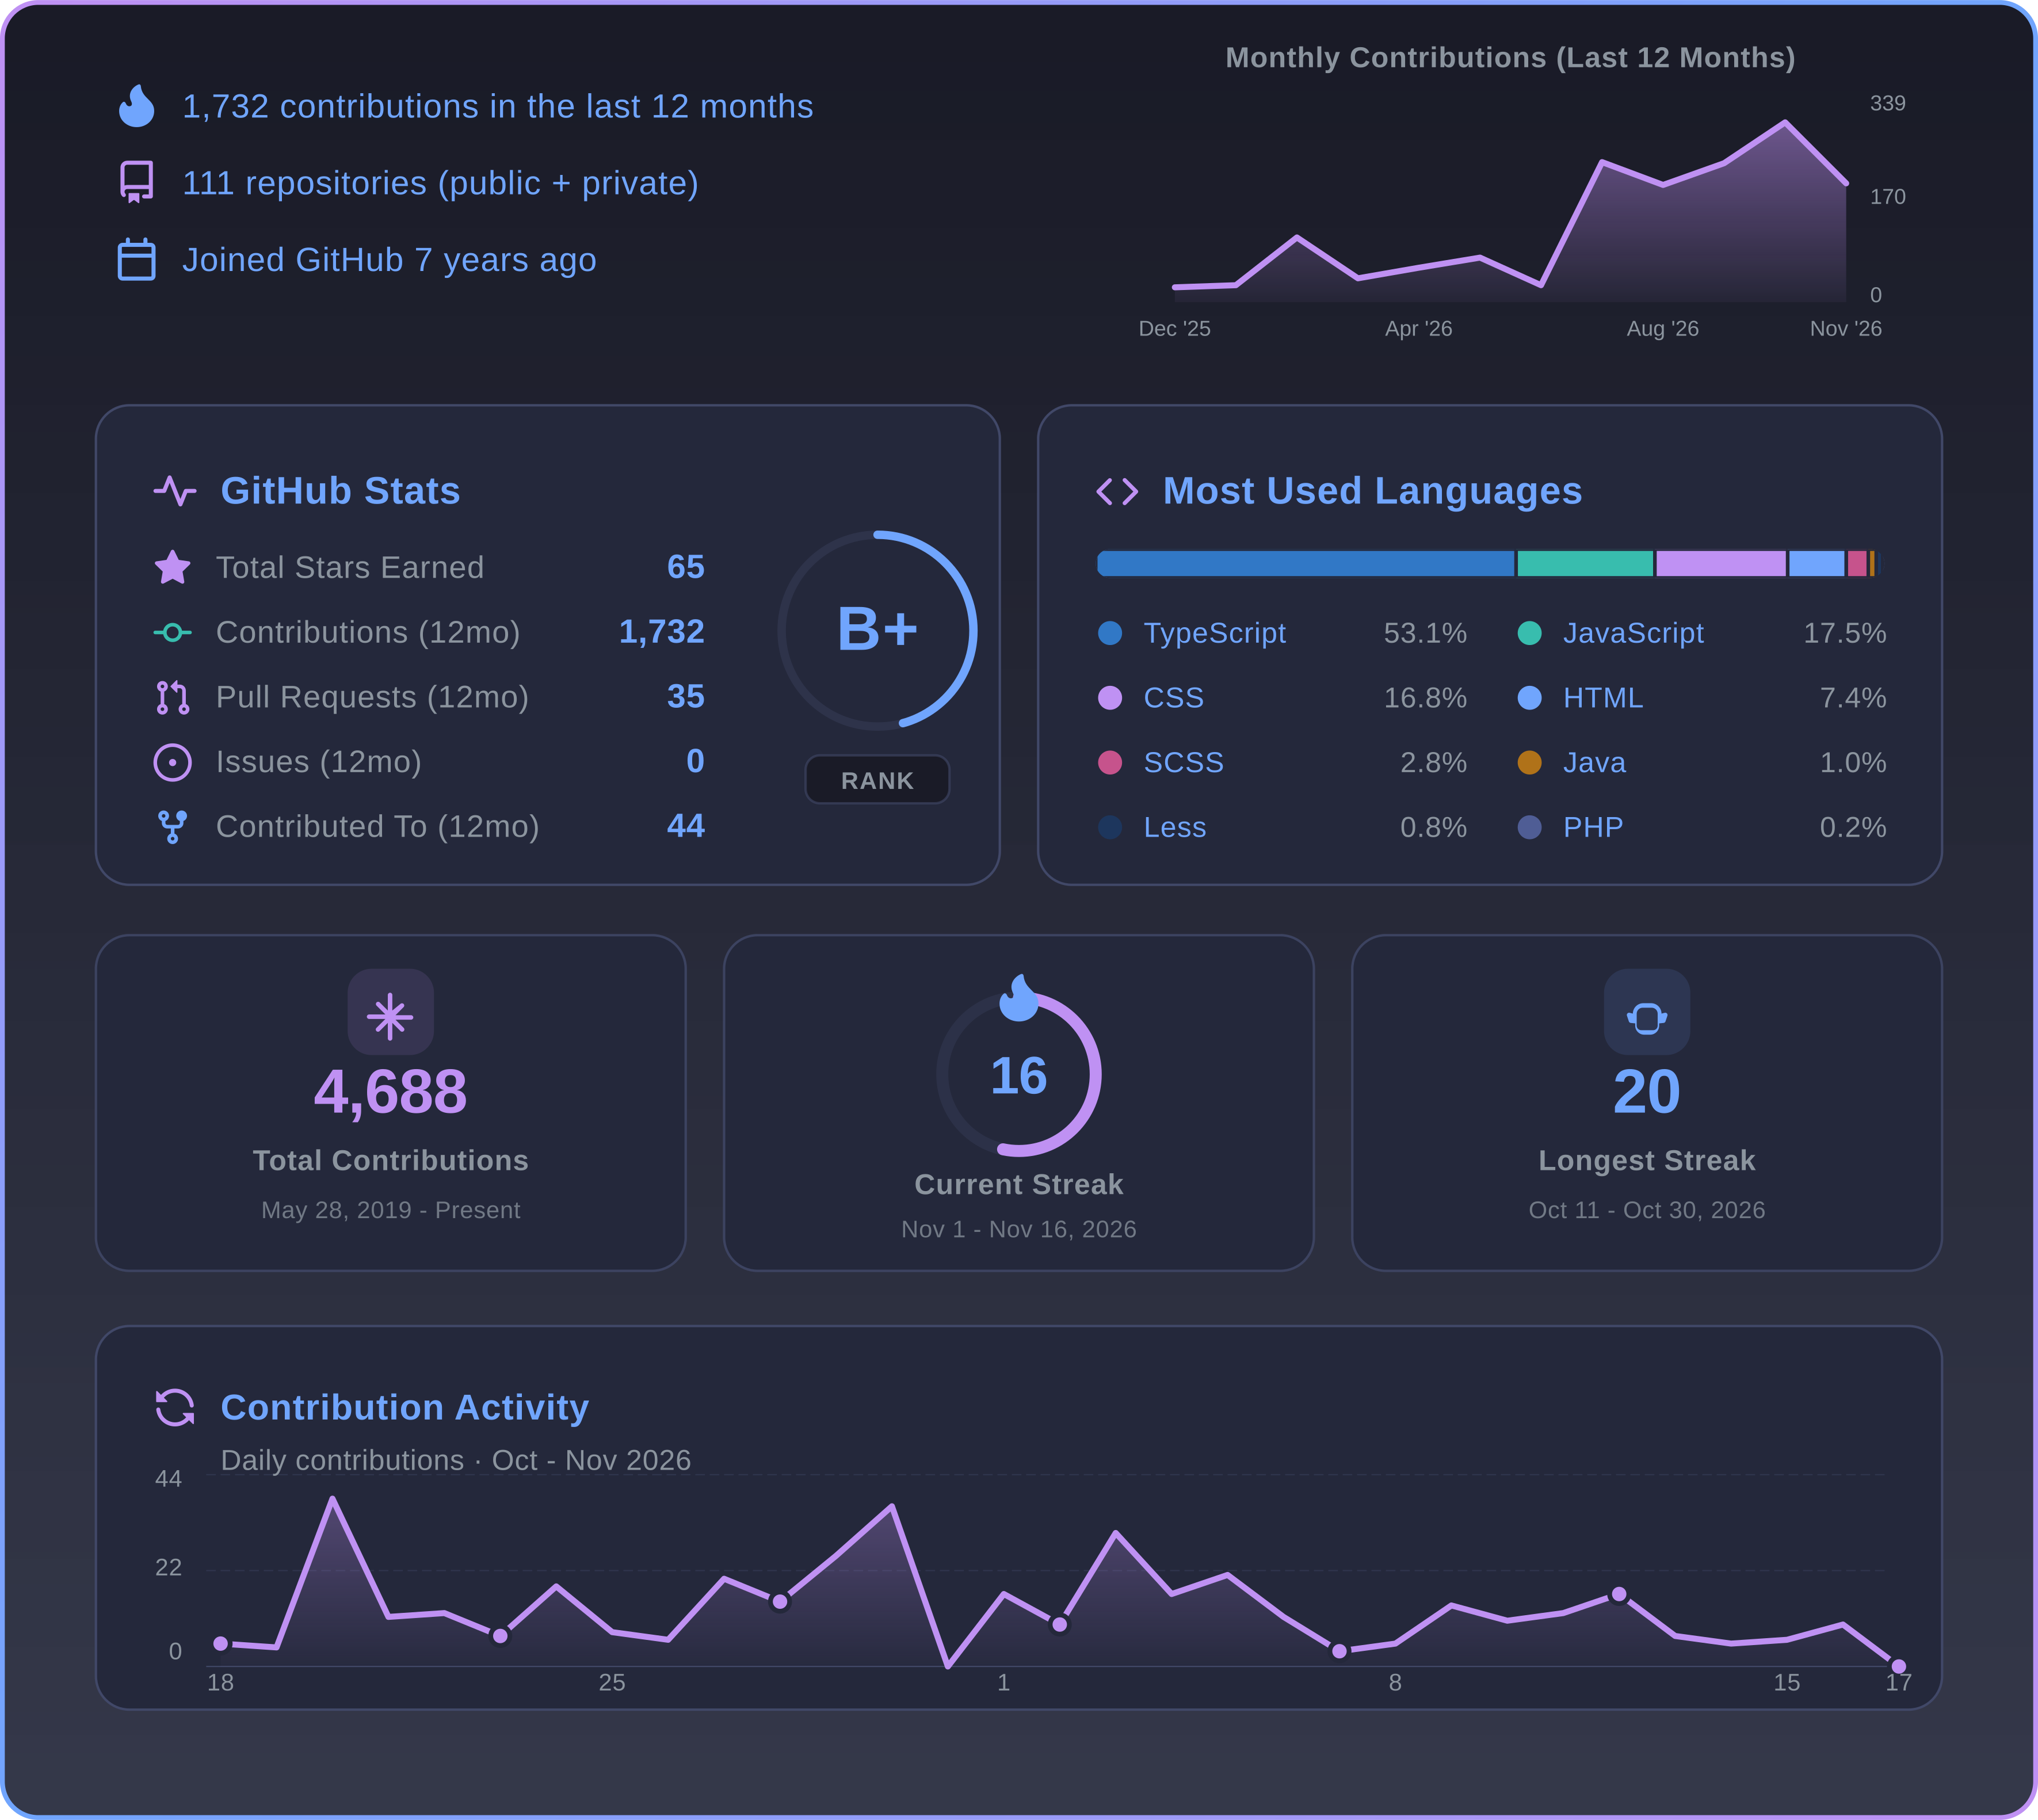 1,732 contributions in the last 12 months
111 repositories (public + private)
Joined GitHub 7 years ago
Monthly Contributions (Last 12 Months)
339
170
0
Dec '25 Apr '26 Aug '26 Nov '26
GitHub Stats
Total Stars Earned 65
Contributions (12mo) 1,732
Pull Requests (12mo) 35
Issues (12mo) 0
Contributed To (12mo) 44
B+
RANK
Most Used Languages
TypeScript 53.1% JavaScript 17.5%
CSS 16.8% HTML 7.4%
SCSS 2.8% Java 1.0%
Less 0.8% PHP 0.2%
4,688
Total Contributions
May 28, 2019 - Present
16
Current Streak
Nov 1 - Nov 16, 2026
20
Longest Streak
Oct 11 - Oct 30, 2026
Contribution Activity
Daily contributions · Oct - Nov 2026
44
22
0
18 25 1 8 15 17